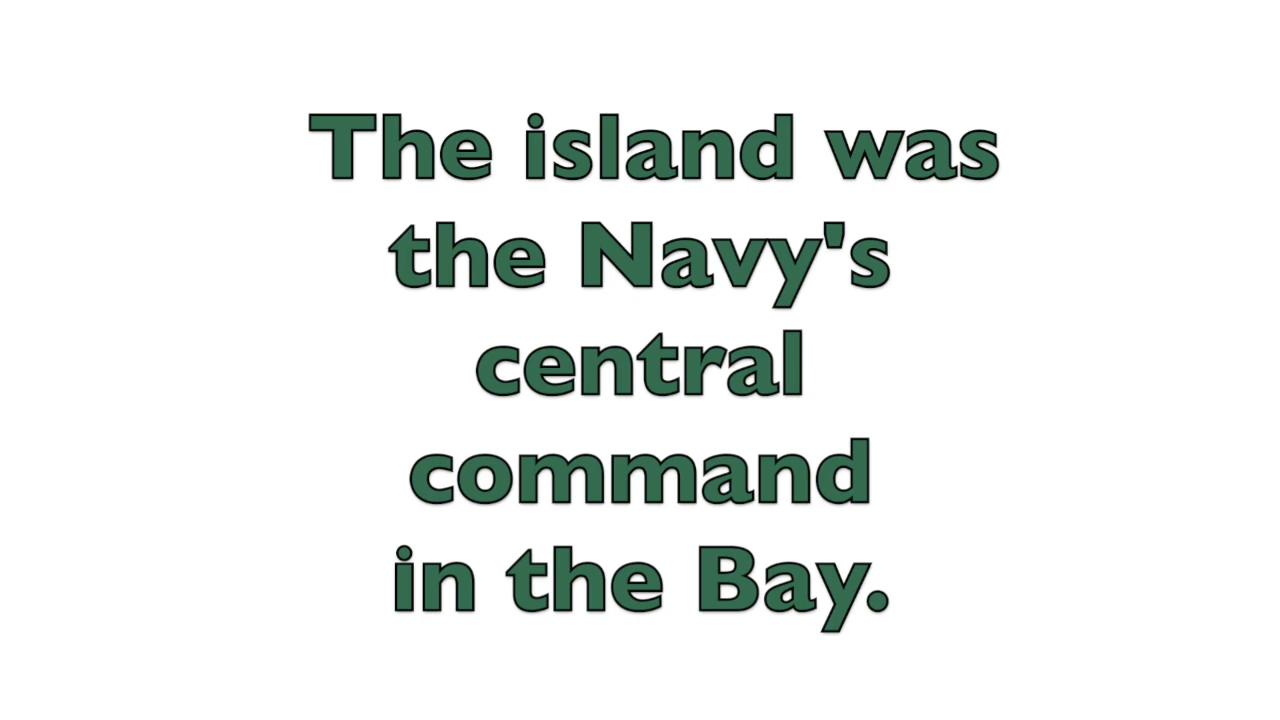 The island was
the Navy's
central
command
in the Bay.